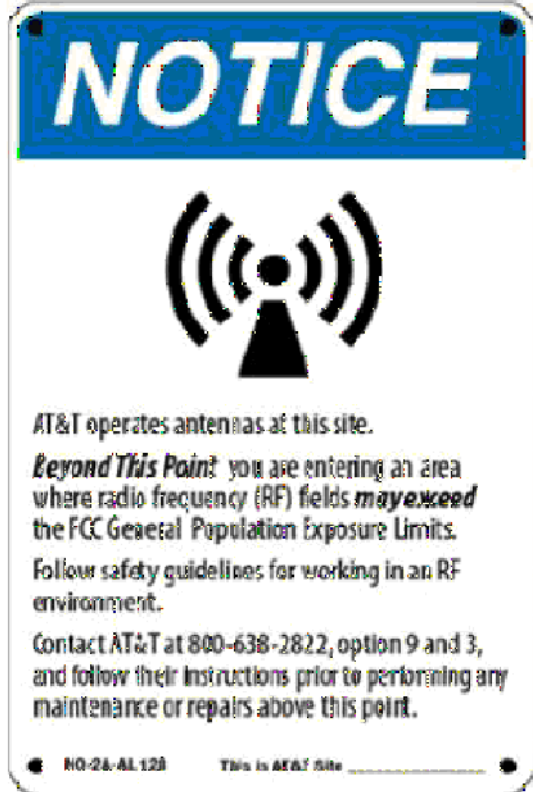 NOTICE
AT&T operates antennas at this site.
Beyond This Point you are entering an area
where radio frequency (RF) fields may exceed
the FCC General Population Exposure Limits.
Follow safety guidelines for working in an RF
environment.
Contact AT&T at 800-638-2822, option 9 and 3,
and follow their instructions prior to performing any
maintenance or repairs above this point.
This is AT&T Site